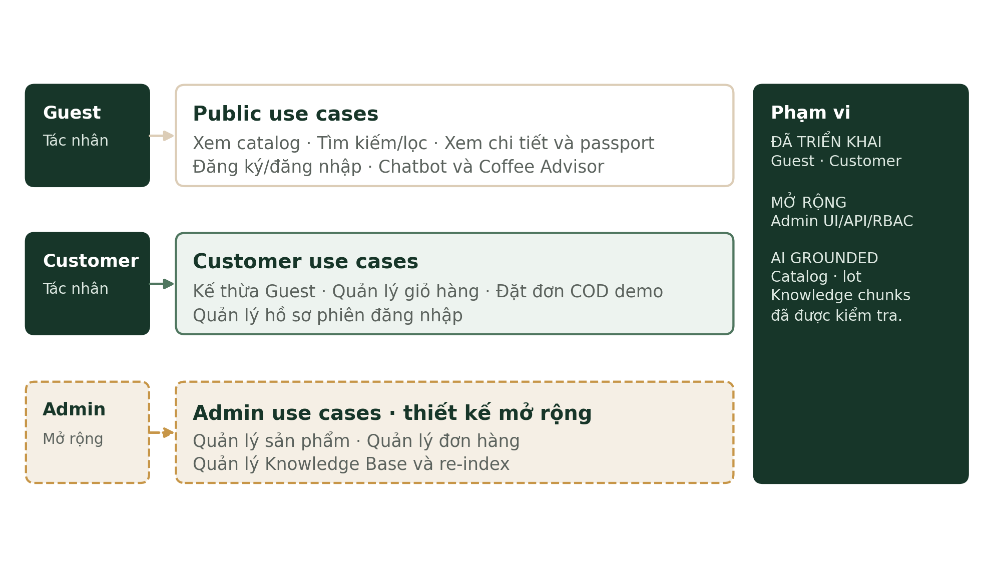 Guest
Tác nhân
Public use cases
Xem catalog · Tìm kiếm/lọc · Xem chi tiết và passport
Đăng ký/đăng nhập · Chatbot và Coffee Advisor
Customer
Tác nhân
Customer use cases
Kế thừa Guest · Quản lý giỏ hàng · Đặt đơn COD demo
Quản lý hồ sơ phiên đăng nhập
Admin
Mở rộng
Admin use cases · thiết kế mở rộng
Quản lý sản phẩm · Quản lý đơn hàng
Quản lý Knowledge Base và re-index
Phạm vi
ĐÃ TRIỂN KHAI
Guest · Customer
MỞ RỘNG
Admin UI/API/RBAC
AI GROUNDED
Catalog · lot
Knowledge chunks
đã được kiểm tra.